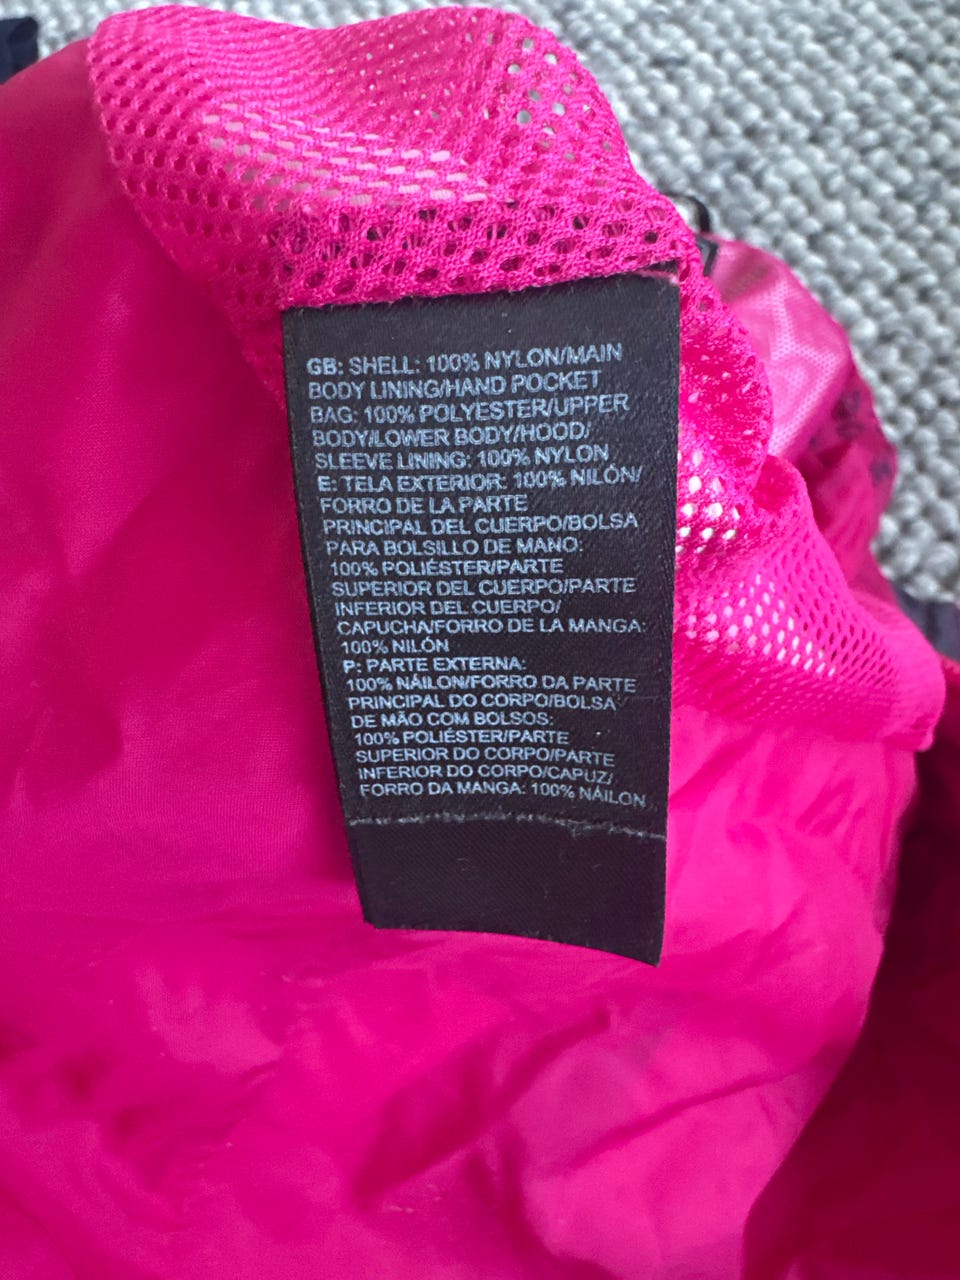 GB: SHELL: 100% NYLON/MAIN
BODY LINING/HAND POCKET
BAG: 100% POLYESTER/UPPER
BODY/LOWER BODY/HOOD/
SLEEVE LINING: 100% NYLON
E: TELA EXTERIOR: 100% NILÓN/
FORRO DE LA PARTE
PRINCIPAL DEL CUERPO/BOLSA
PARA BOLSILLO DE MANO:
100% POLIÉSTER/PARTE
SUPERIOR DEL CUERPO/PARTE
INFERIOR DEL CUERPO/
CAPUCHA/FORRO DE LA MANGA:
100% NILÓN
P: PARTE EXTERNA:
100% NÁILON/FORRO DA PARTE
PRINCIPAL DO CORPO/BOLSA
DE MÃO COM BOLSOS:
100% POLIÉSTER/PARTE
SUPERIOR DO CORPO/PARTE
INFERIOR DO CORPO/CAPUZ/
FORRO DA MANGA: 100% NÁILON